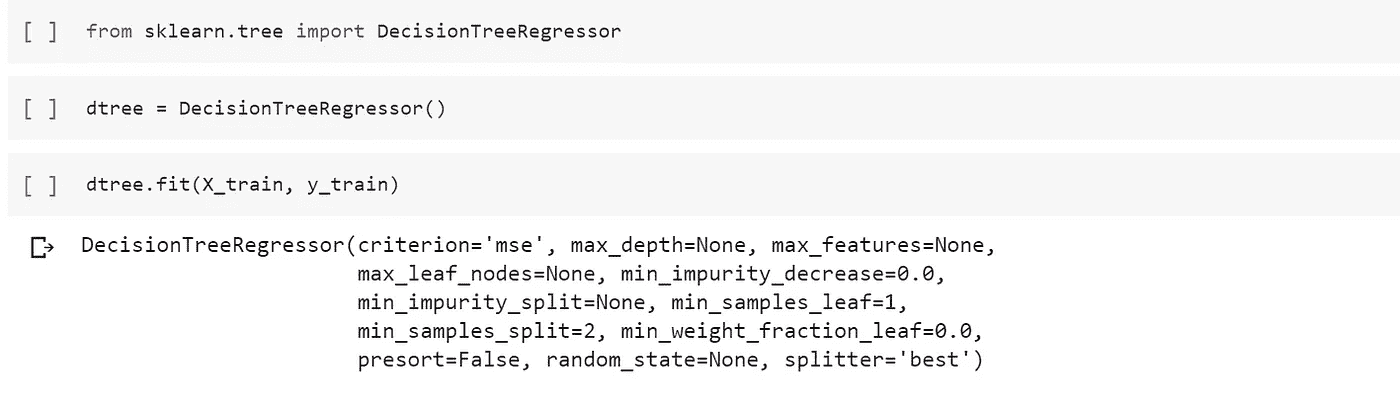 [ ] from sklearn.tree import DecisionTreeRegressor
[ ] dtree = DecisionTreeRegressor()
[ ] dtree.fit(X_train, y_train)
DecisionTreeRegressor(criterion='mse', max_depth=None, max_features=None,
max_leaf_nodes=None, min_impurity_decrease=0.0,
min_impurity_split=None, min_samples_leaf=1,
min_samples_split=2, min_weight_fraction_leaf=0.0,
presort=False, random_state=None, splitter='best')